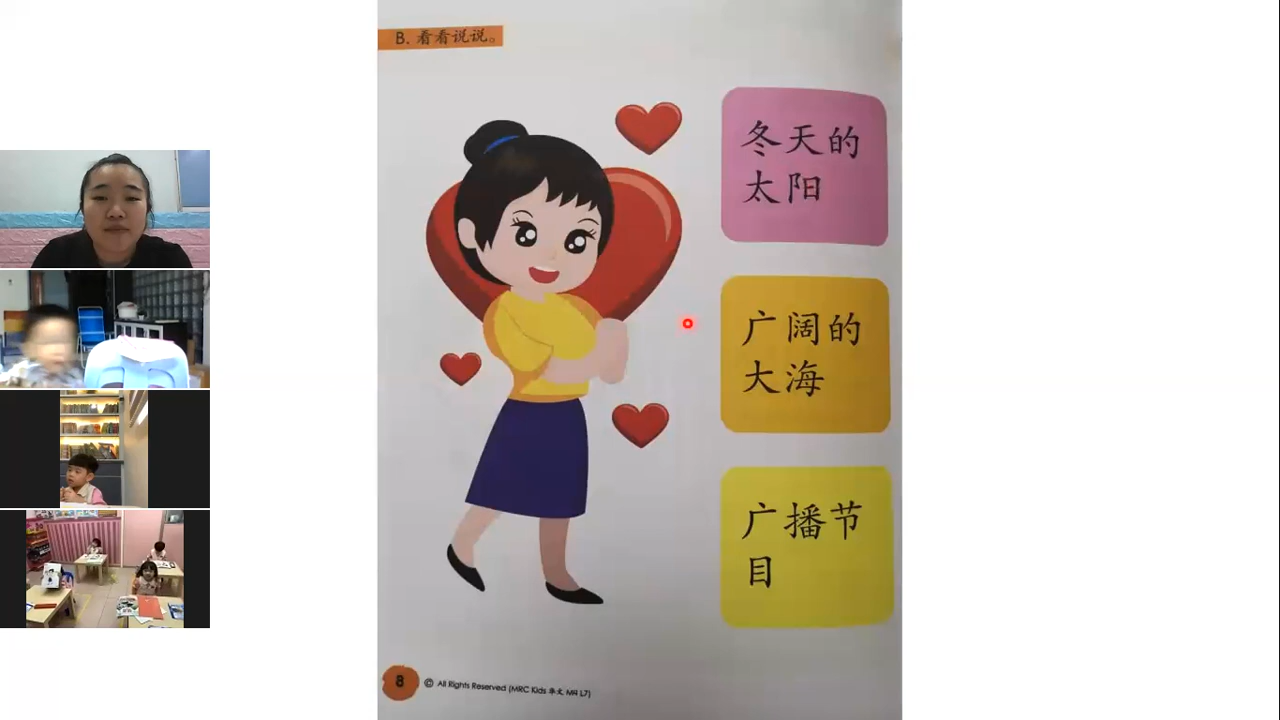 B. 看看说说。
冬天的
太阳
广阔的
大海
广播节
目
8
© All Rights Reserved (MRC Kids 华文 M4 L7)